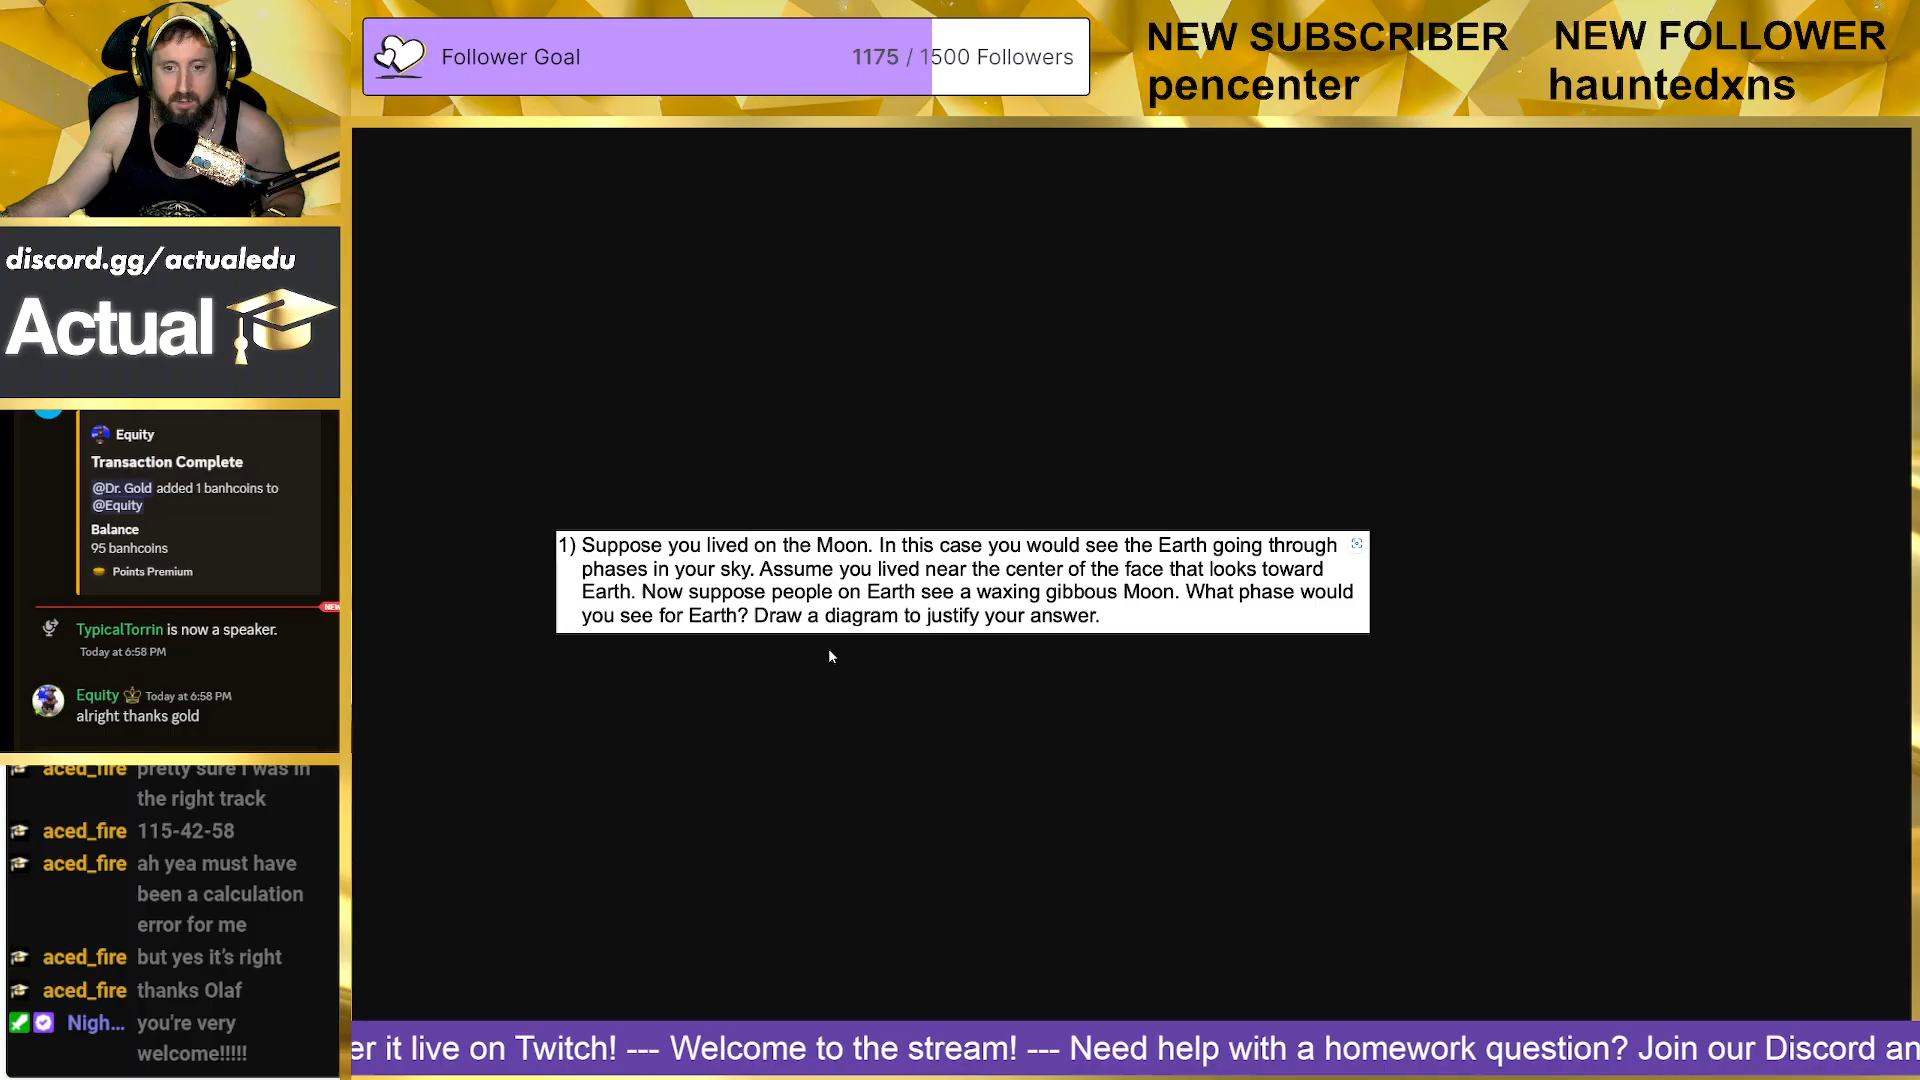 Follower Goal
1175 / 1500 Followers
NEW SUBSCRIBER
pencenter
NEW FOLLOWER
hauntedxns
discord.gg/actualedu
Actual
Equity
Transaction Complete
@Dr. Gold added 1 banhcoins to
@Equity
Balance
95 banhcoins
Points Premium
NEW
TypicalTorrin is now a speaker.
Today at 6:58 PM
Equity Today at 6:58 PM
alright thanks gold
aced_fire pretty sure I was in
the right track
aced_fire 115-42-58
aced_fire ah yea must have
been a calculation
error for me
aced_fire but yes it's right
aced_fire thanks Olaf
Nigh... you're very
welcome!!!!!
1) Suppose you lived on the Moon. In this case you would see the Earth going through
phases in your sky. Assume you lived near the center of the face that looks toward
Earth. Now suppose people on Earth see a waxing gibbous Moon. What phase would
you see for Earth? Draw a diagram to justify your answer.
er it live on Twitch! --- Welcome to the stream! --- Need help with a homework question? Join our Discord an